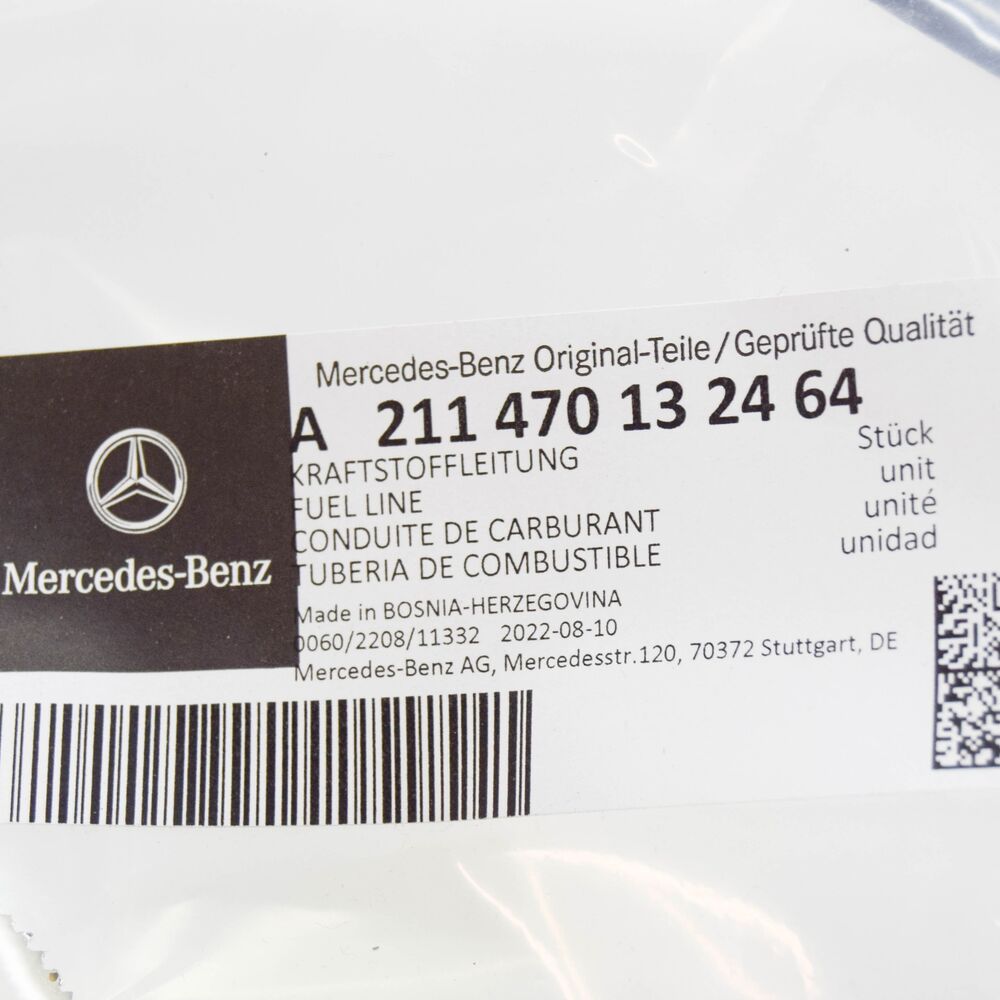 Mercedes-Benz Original-Teile/Geprüfte Qualität
A 211 470 13 24 64
KRAFTSTOFFLEITUNG
FUEL LINE
CONDUITE DE CARBURANT
TUBERIA DE COMBUSTIBLE
Stück
unit
unité
unidad
Mercedes-Benz
Made in BOSNIA-HERZEGOVINA
0060/2208/11332 2022-08-10
Mercedes-Benz AG, Mercedesstr.120, 70372 Stuttgart, DE